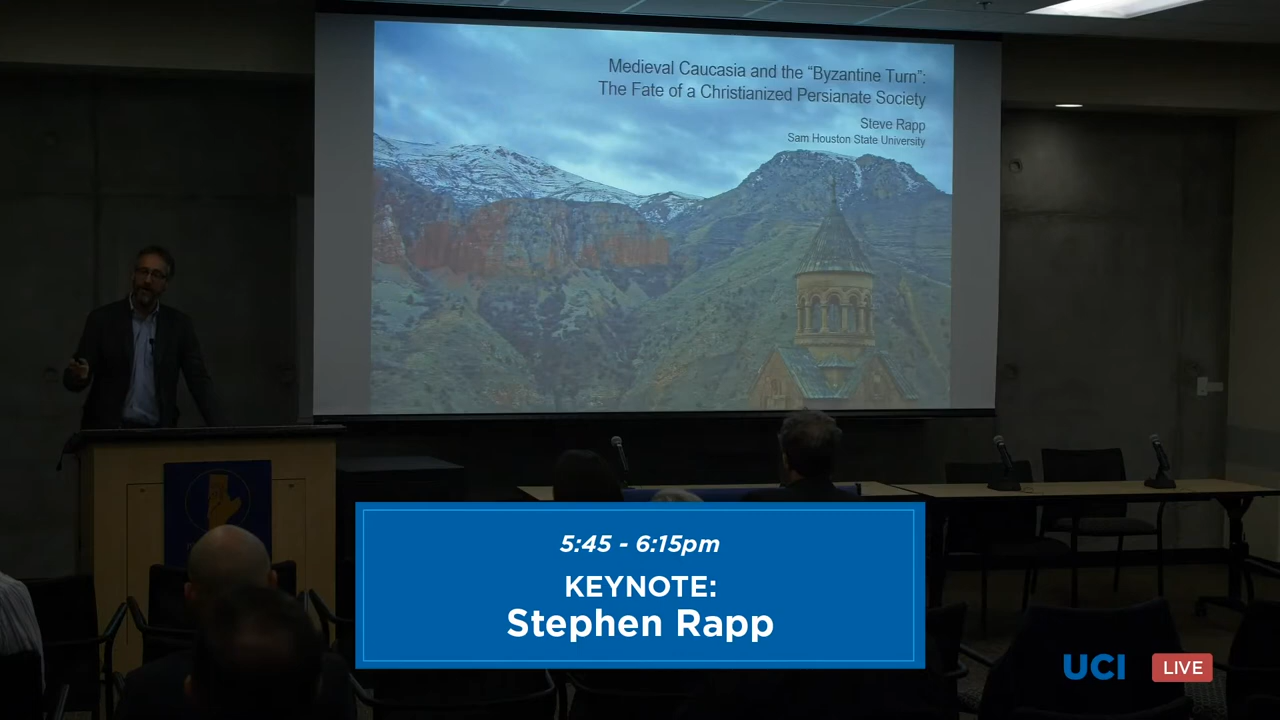 Medieval Caucasia and the “Byzantine Turn”:
The Fate of a Christianized Persianate Society
Steve Rapp
Sam Houston State University
5:45 - 6:15pm
KEYNOTE:
Stephen Rapp
UCI LIVE